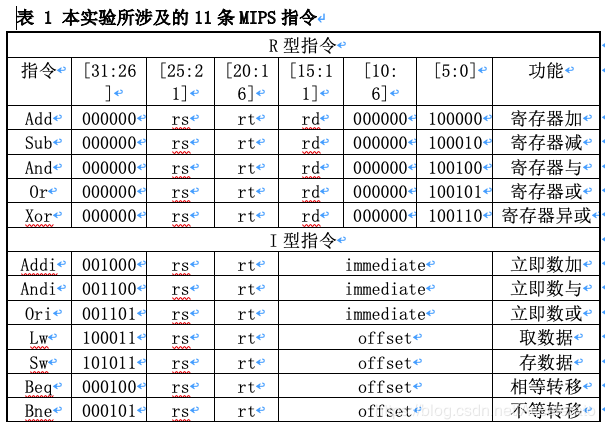 表 1 本实验所涉及的 11 条 MIPS 指令
R 型指令
指令 [31:26] [25:21] [20:16] [15:11] [10:6] [5:0] 功能
Add 000000 rs rt rd 000000 100000 寄存器加
Sub 000000 rs rt rd 000000 100010 寄存器减
And 000000 rs rt rd 000000 100100 寄存器与
Or 000000 rs rt rd 000000 100101 寄存器或
Xor 000000 rs rt rd 000000 100110 寄存器异或
I 型指令
Addi 001000 rs rt immediate 立即数加
Andi 001100 rs rt immediate 立即数与
Ori 001101 rs rt immediate 立即数或
Lw 100011 rs rt offset 取数据
Sw 101011 rs rt offset 存数据
Beq 000100 rs rt offset 相等转移
Bne 000101 rs rt offset 不等转移